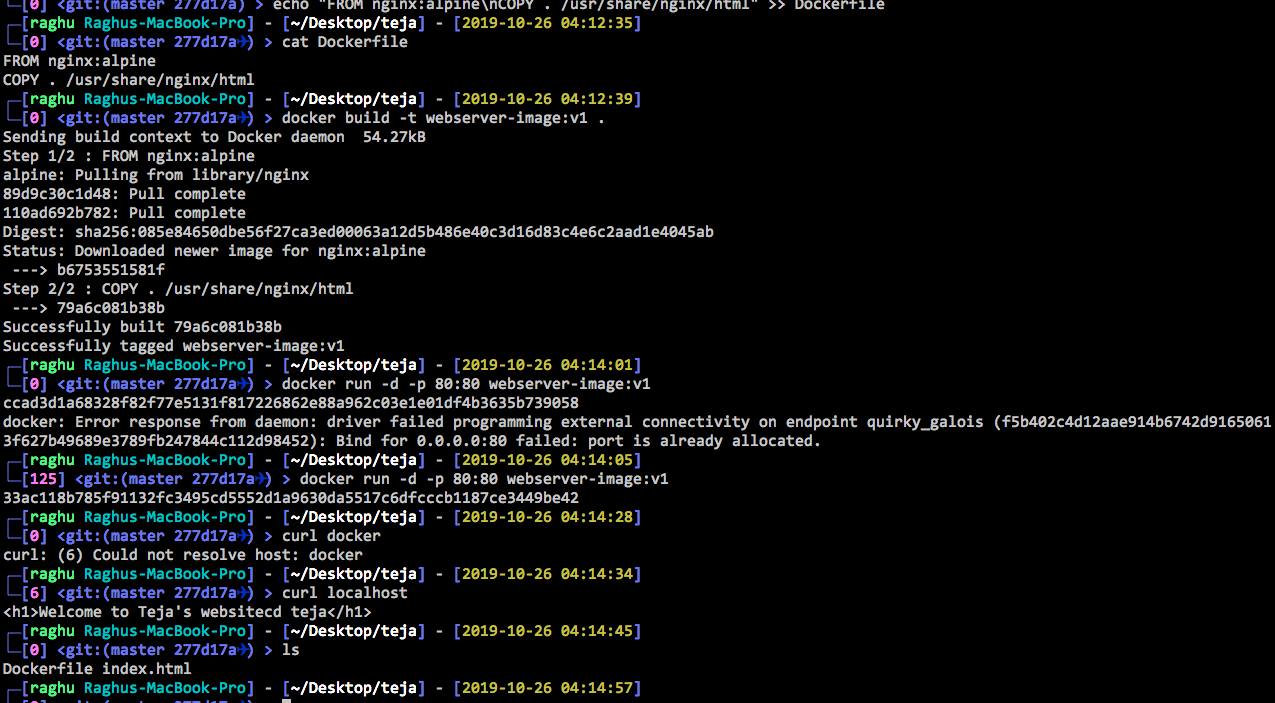 [0] <git:(master 277d17a) > echo "FROM nginx:alpine\nCOPY . /usr/share/nginx/html" >> Dockerfile
[raghu Raghus-MacBook-Pro] - [~/Desktop/teja] - [2019-10-26 04:12:35]
[0] <git:(master 277d17a✈) > cat Dockerfile
FROM nginx:alpine
COPY . /usr/share/nginx/html
[raghu Raghus-MacBook-Pro] - [~/Desktop/teja] - [2019-10-26 04:12:39]
[0] <git:(master 277d17a✈) > docker build -t webserver-image:v1 .
Sending build context to Docker daemon  54.27kB
Step 1/2 : FROM nginx:alpine
alpine: Pulling from library/nginx
89d9c30c1d48: Pull complete
110ad692b782: Pull complete
Digest: sha256:085e84650dbe56f27ca3ed00063a12d5b486e40c3d16d83c4e6c2aad1e4045ab
Status: Downloaded newer image for nginx:alpine
 ---> b6753551581f
Step 2/2 : COPY . /usr/share/nginx/html
 ---> 79a6c081b38b
Successfully built 79a6c081b38b
Successfully tagged webserver-image:v1
[raghu Raghus-MacBook-Pro] - [~/Desktop/teja] - [2019-10-26 04:14:01]
[0] <git:(master 277d17a✈) > docker run -d -p 80:80 webserver-image:v1
ccad3d1a68328f82f77e5131f817226862e88a962c03e1e01df4b3635b739058
docker: Error response from daemon: driver failed programming external connectivity on endpoint quirky_galois (f5b402c4d12aae914b6742d9165061
3f627b49689e3789fb247844c112d98452): Bind for 0.0.0.0:80 failed: port is already allocated.
[raghu Raghus-MacBook-Pro] - [~/Desktop/teja] - [2019-10-26 04:14:05]
[125] <git:(master 277d17a✈) > docker run -d -p 80:80 webserver-image:v1
33ac118b785f91132fc3495cd5552d1a9630da5517c6dfcccb1187ce3449be42
[raghu Raghus-MacBook-Pro] - [~/Desktop/teja] - [2019-10-26 04:14:28]
[0] <git:(master 277d17a✈) > curl docker
curl: (6) Could not resolve host: docker
[raghu Raghus-MacBook-Pro] - [~/Desktop/teja] - [2019-10-26 04:14:34]
[6] <git:(master 277d17a✈) > curl localhost
<h1>Welcome to Teja's websitecd teja</h1>
[raghu Raghus-MacBook-Pro] - [~/Desktop/teja] - [2019-10-26 04:14:45]
[0] <git:(master 277d17a✈) > ls
Dockerfile index.html
[raghu Raghus-MacBook-Pro] - [~/Desktop/teja] - [2019-10-26 04:14:57]